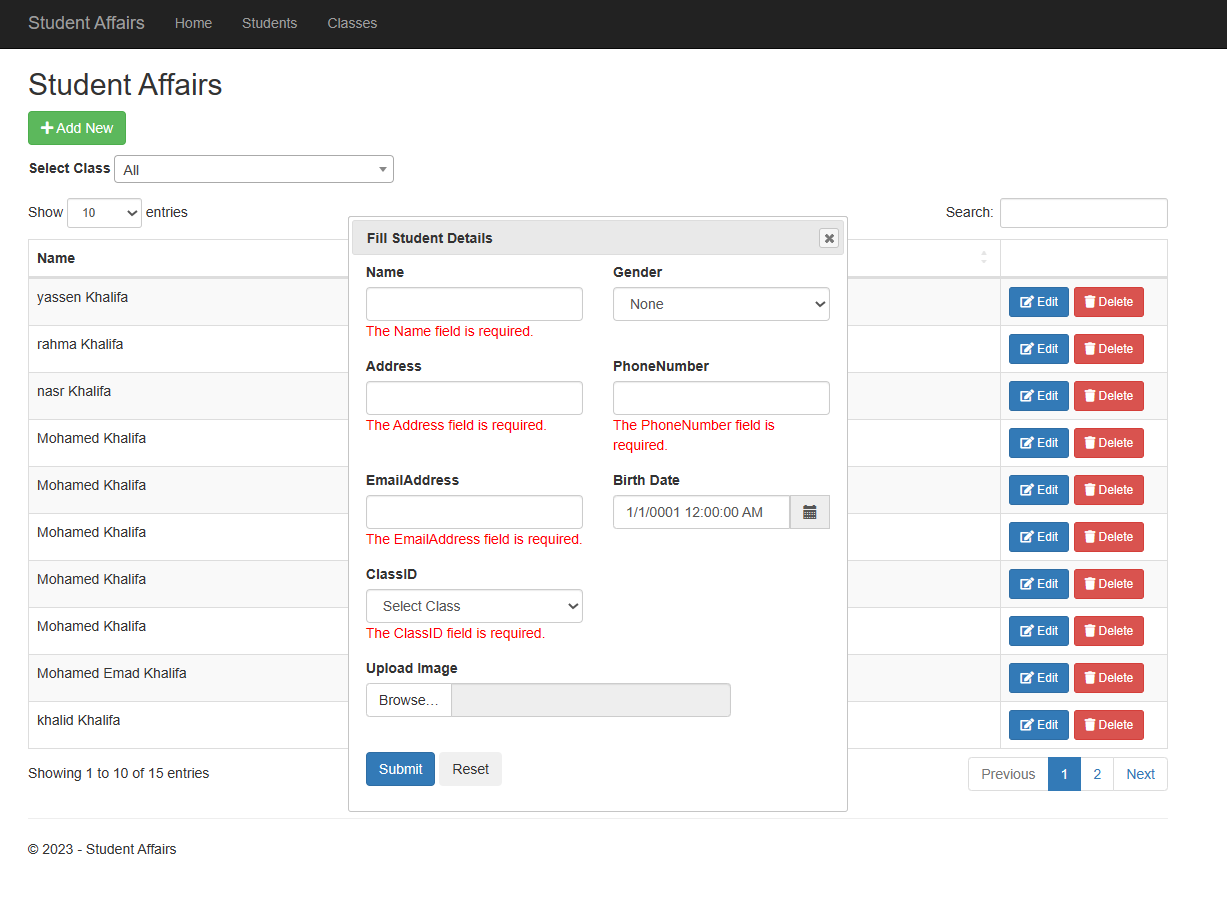 Student Affairs Home Students Classes
Student Affairs
Add New
Select Class All
Show 10 entries Search:
Name
yassen Khalifa Edit Delete
rahma Khalifa Edit Delete
nasr Khalifa Edit Delete
Mohamed Khalifa Edit Delete
Mohamed Khalifa Edit Delete
Mohamed Khalifa Edit Delete
Mohamed Khalifa Edit Delete
Mohamed Khalifa Edit Delete
Mohamed Emad Khalifa Edit Delete
khalid Khalifa Edit Delete
Fill Student Details
Name Gender
None
The Name field is required.
Address PhoneNumber
The Address field is required. The PhoneNumber field is
required.
EmailAddress Birth Date
1/1/0001 12:00:00 AM
The EmailAddress field is required.
ClassID
Select Class
The ClassID field is required.
Upload Image
Browse...
Submit Reset
Showing 1 to 10 of 15 entries Previous 1 2 Next
© 2023 - Student Affairs